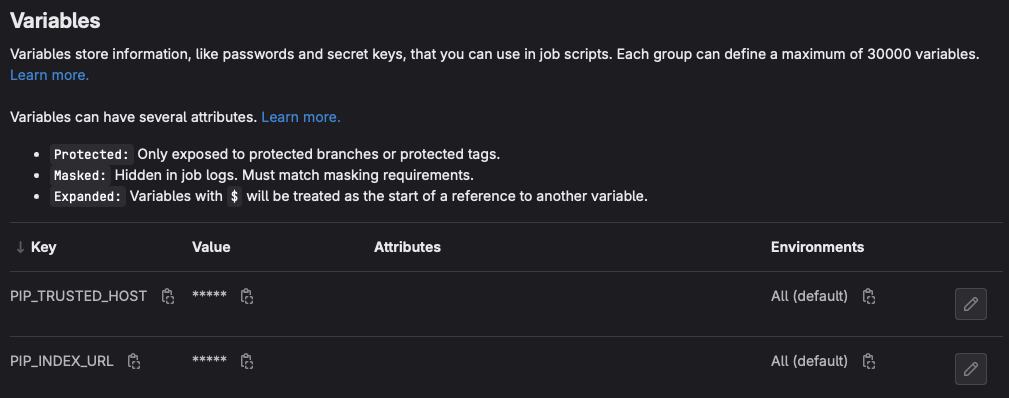 Variables
Variables store information, like passwords and secret keys, that you can use in job scripts. Each group can define a maximum of 30000 variables.
Learn more.
Variables can have several attributes. Learn more.
• Protected: Only exposed to protected branches or protected tags.
• Masked: Hidden in job logs. Must match masking requirements.
• Expanded: Variables with $ will be treated as the start of a reference to another variable.
↓ Key Value Attributes Environments
PIP_TRUSTED_HOST ***** All (default)
PIP_INDEX_URL ***** All (default)